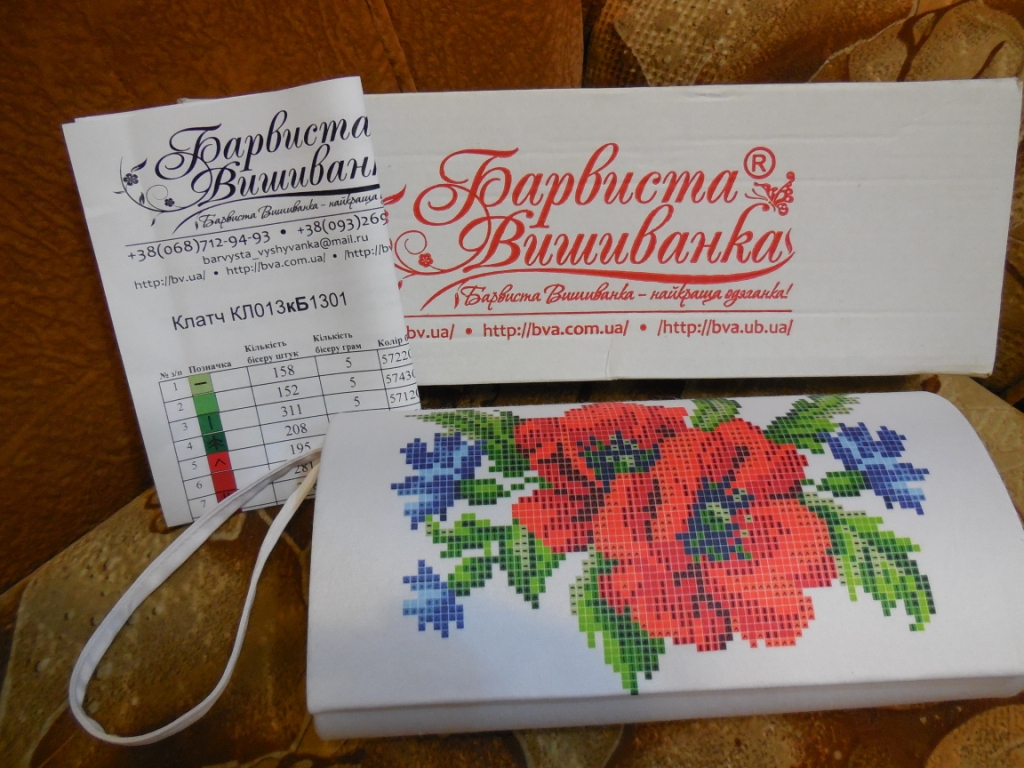 Барвиста
Вишиванк
Барвиста Вишиванка - найкраща
+38(068)712-94-93 • +38(093)269
barvysta_vyshyvanka@mail.ru
http://bv.ua/ • http://bva.com.ua/ • /http://bv
Клатч КЛ013кБ1301
№ з/п Позначка Кількість бісеру штук Кількість бісеру грам Колір
1 158 5 5722
2 152 5 5743
3 311 5 5712
4 208
5 195
6 281
7
Барвиста®
Вишиванка
Барвиста Вишиванка - найкраща одяганка!
bv.ua/ • http://bva.com.ua/ • /http://bva.ub.ua/